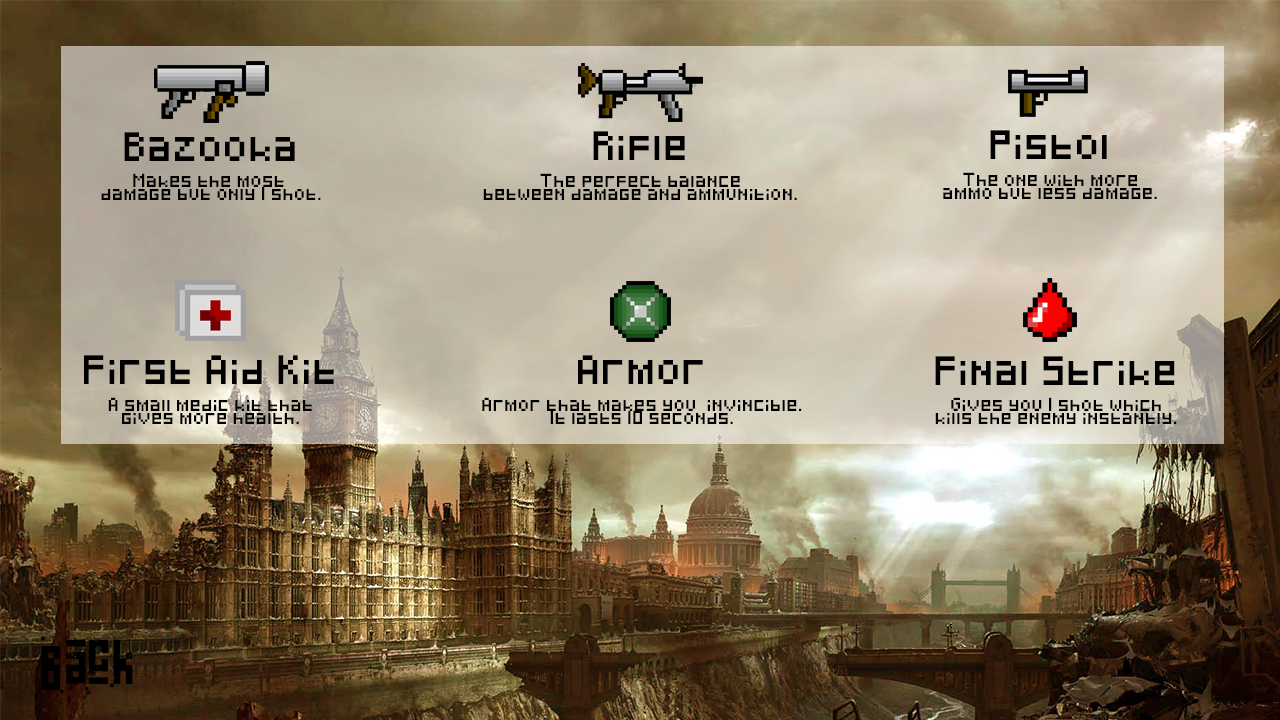 Bazooka
Rifle
Pistol
Makes the most
damage but only 1 shot.
The perfect balance
between damage and ammunition.
The one with more
ammo but less damage.
First Aid Kit
Armor
Final Strike
A small medic kit that
gives more health.
Armor that makes you invincible.
It lasts 10 seconds.
Gives you 1 shot which
kills the enemy instantly.
Back